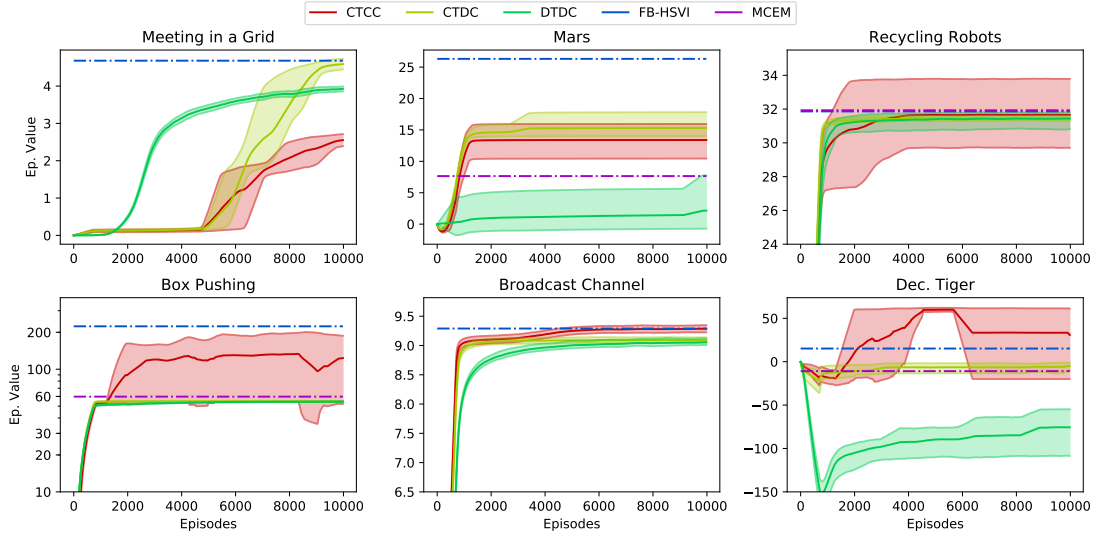 CTCC CTDC DTDC FB-HSVI MCEM
Meeting in a Grid Mars Recycling Robots
Ep. Value
0 1 2 3 4
0 2000 4000 6000 8000 10000
0 5 10 15 20 25
0 2000 4000 6000 8000 10000
24 26 28 30 32 34
0 2000 4000 6000 8000 10000
Box Pushing Broadcast Channel Dec. Tiger
Ep. Value
10 20 30 60 100 200
0 2000 4000 6000 8000 10000
Episodes
6.5 7.0 7.5 8.0 8.5 9.0 9.5
0 2000 4000 6000 8000 10000
Episodes
−150 −100 −50 0 50
0 2000 4000 6000 8000 10000
Episodes